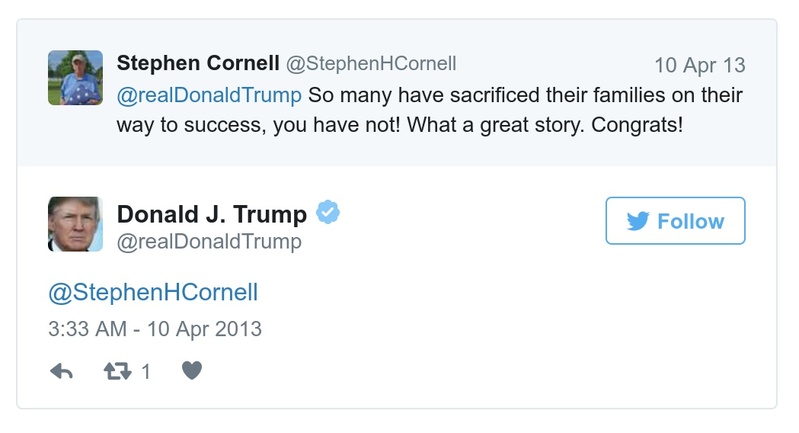 Stephen Cornell @StephenHCornell 10 Apr 13
@realDonaldTrump So many have sacrificed their families on their
way to success, you have not! What a great story. Congrats!
Donald J. Trump
@realDonaldTrump
Follow
@StephenHCornell
3:33 AM - 10 Apr 2013
1